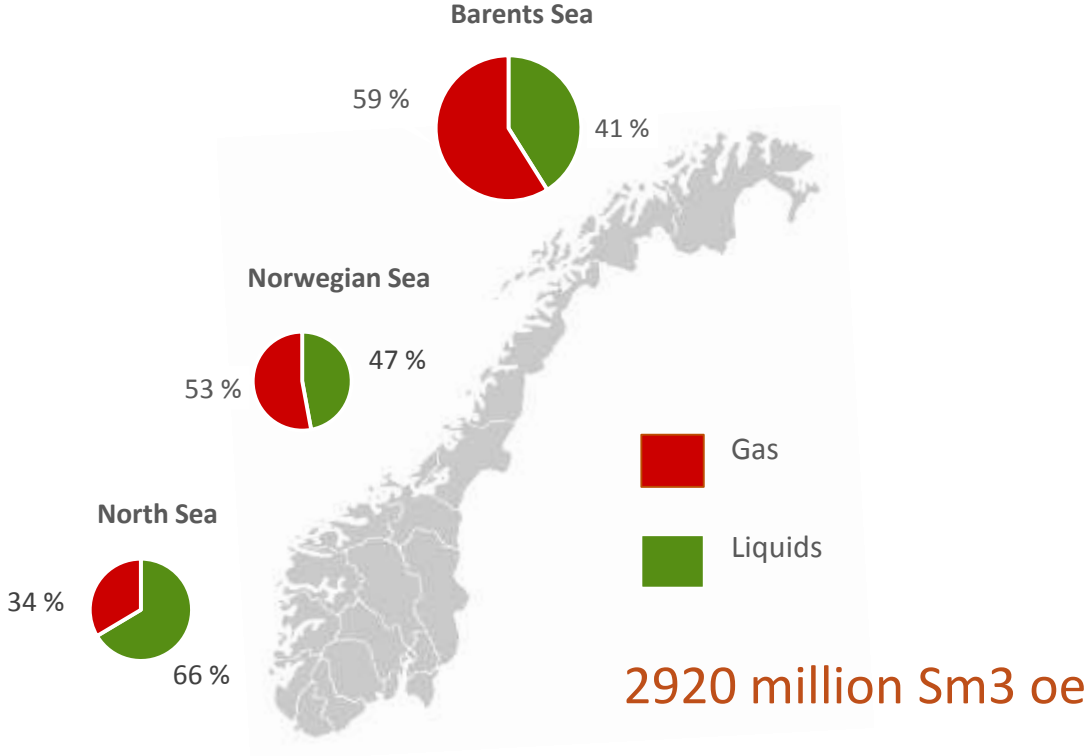 Barents Sea
59 %
41 %
Norwegian Sea
47 %
53 %
Gas
North Sea
Liquids
34 %
66 %
2920 million Sm3 oe